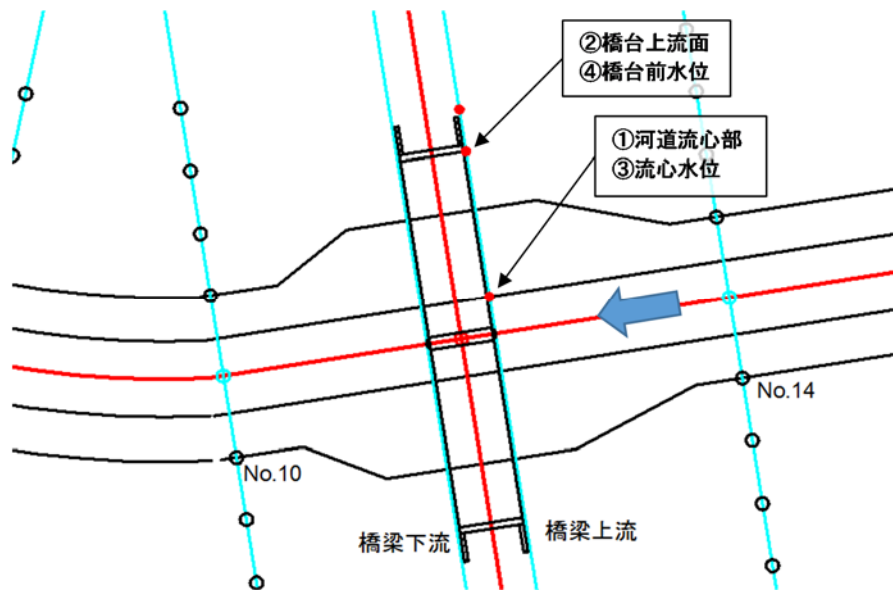 ②橋台上流面
④橋台前水位
①河道流心部
③流心水位
No.14
No.10
橋梁下流
橋梁上流